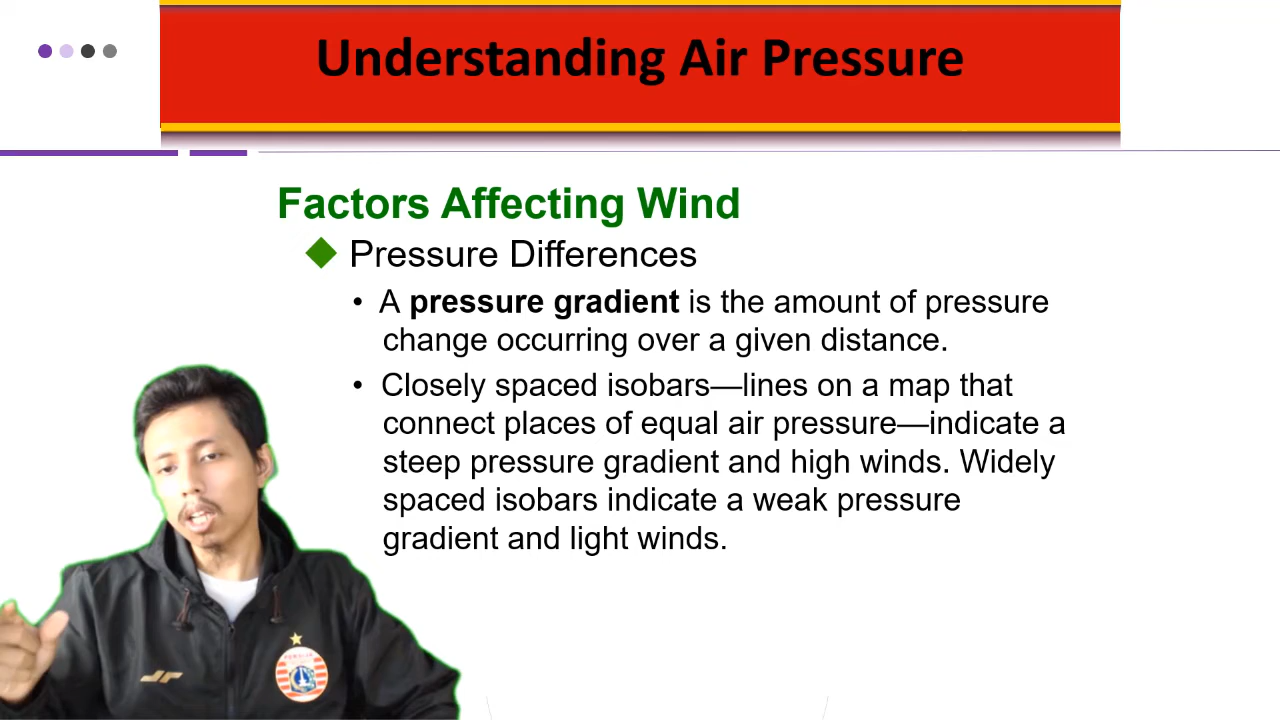 Understanding Air Pressure
Factors Affecting Wind
Pressure Differences
• A pressure gradient is the amount of pressure
change occurring over a given distance.
• Closely spaced isobars—lines on a map that
connect places of equal air pressure—indicate a
steep pressure gradient and high winds. Widely
spaced isobars indicate a weak pressure
gradient and light winds.
PERSIJA